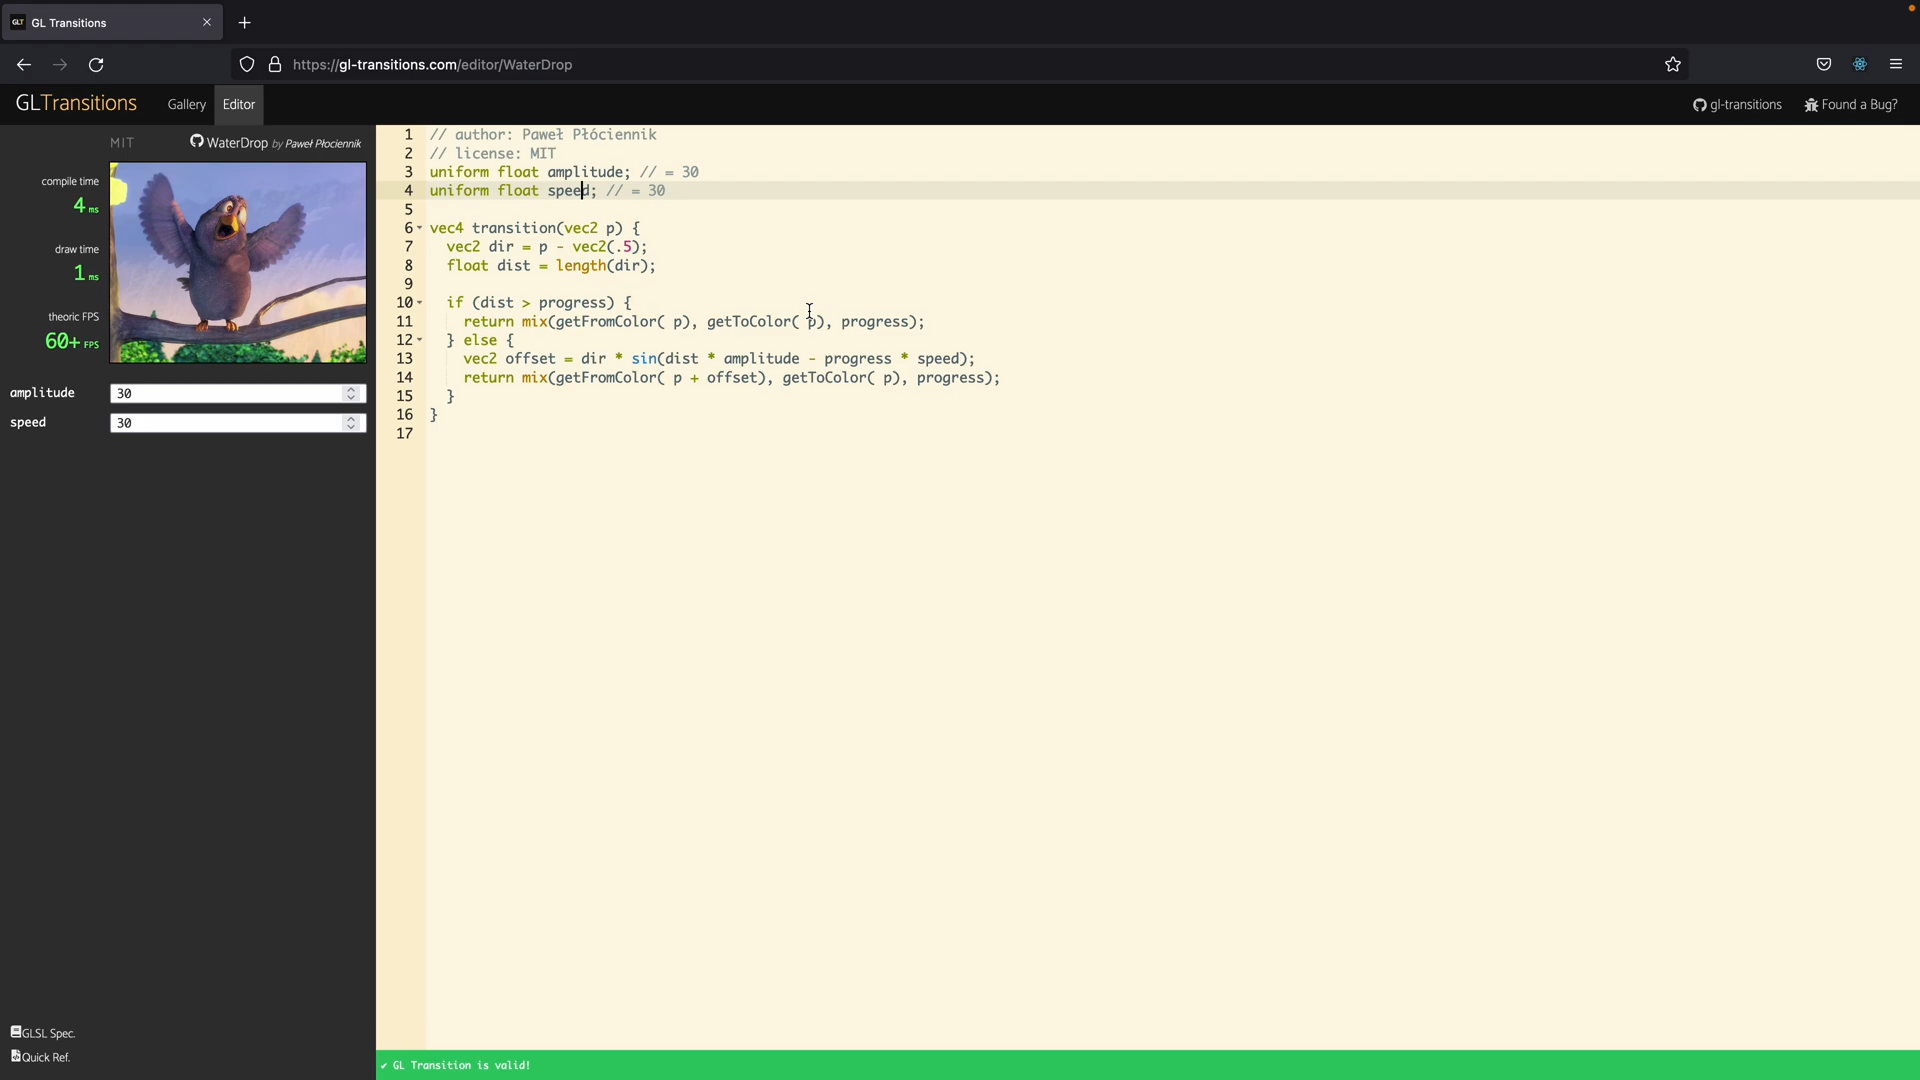 GL Transitions
https://gl-transitions.com/editor/WaterDrop
GLTransitions
Gallery
Editor
gl-transitions
Found a Bug?
MIT
WaterDrop by Paweł Płociennik
compile time
4 ms
draw time
1 ms
theoric FPS
60+ FPS
amplitude
30
speed
30
GLSL Spec.
Quick Ref.
1 // author: Paweł Płóciennik
2 // license: MIT
3 uniform float amplitude; // = 30
4 uniform float speed; // = 30
5
6 vec4 transition(vec2 p) {
7 vec2 dir = p - vec2(.5);
8 float dist = length(dir);
9
10 if (dist > progress) {
11 return mix(getFromColor( p), getToColor( p), progress);
12 } else {
13 vec2 offset = dir * sin(dist * amplitude - progress * speed);
14 return mix(getFromColor( p + offset), getToColor( p), progress);
15 }
16 }
17
✔ GL Transition is valid!